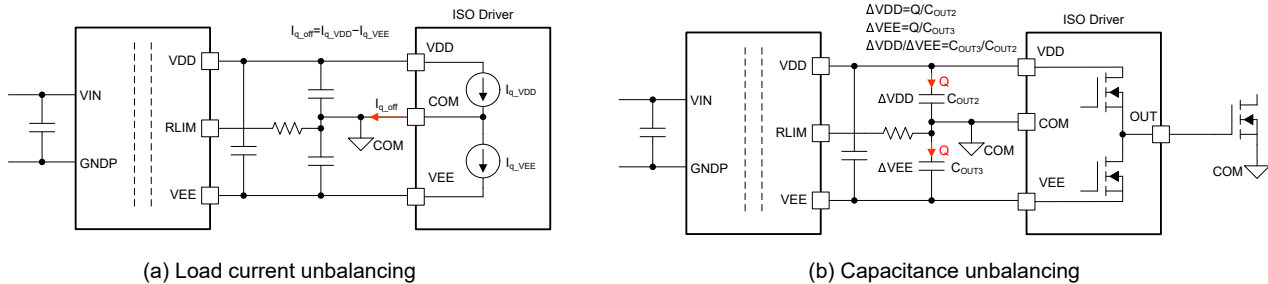 ISO Driver
I_q_off=I_q_VDD−I_q_VEE
VDD
VDD
I_q_VDD
VIN
COM
I_q_off
RLIM
COM
I_q_VEE
GNDP
VEE
VEE
(a) Load current unbalancing
ΔVDD=Q/C_OUT2
ΔVEE=Q/C_OUT3
ΔVDD/ΔVEE=C_OUT3/C_OUT2
ISO Driver
VDD
VDD
Q
VIN
ΔVDD
C_OUT2
OUT
RLIM
COM
COM
Q
GNDP
ΔVEE
C_OUT3
COM
VEE
VEE
(b) Capacitance unbalancing